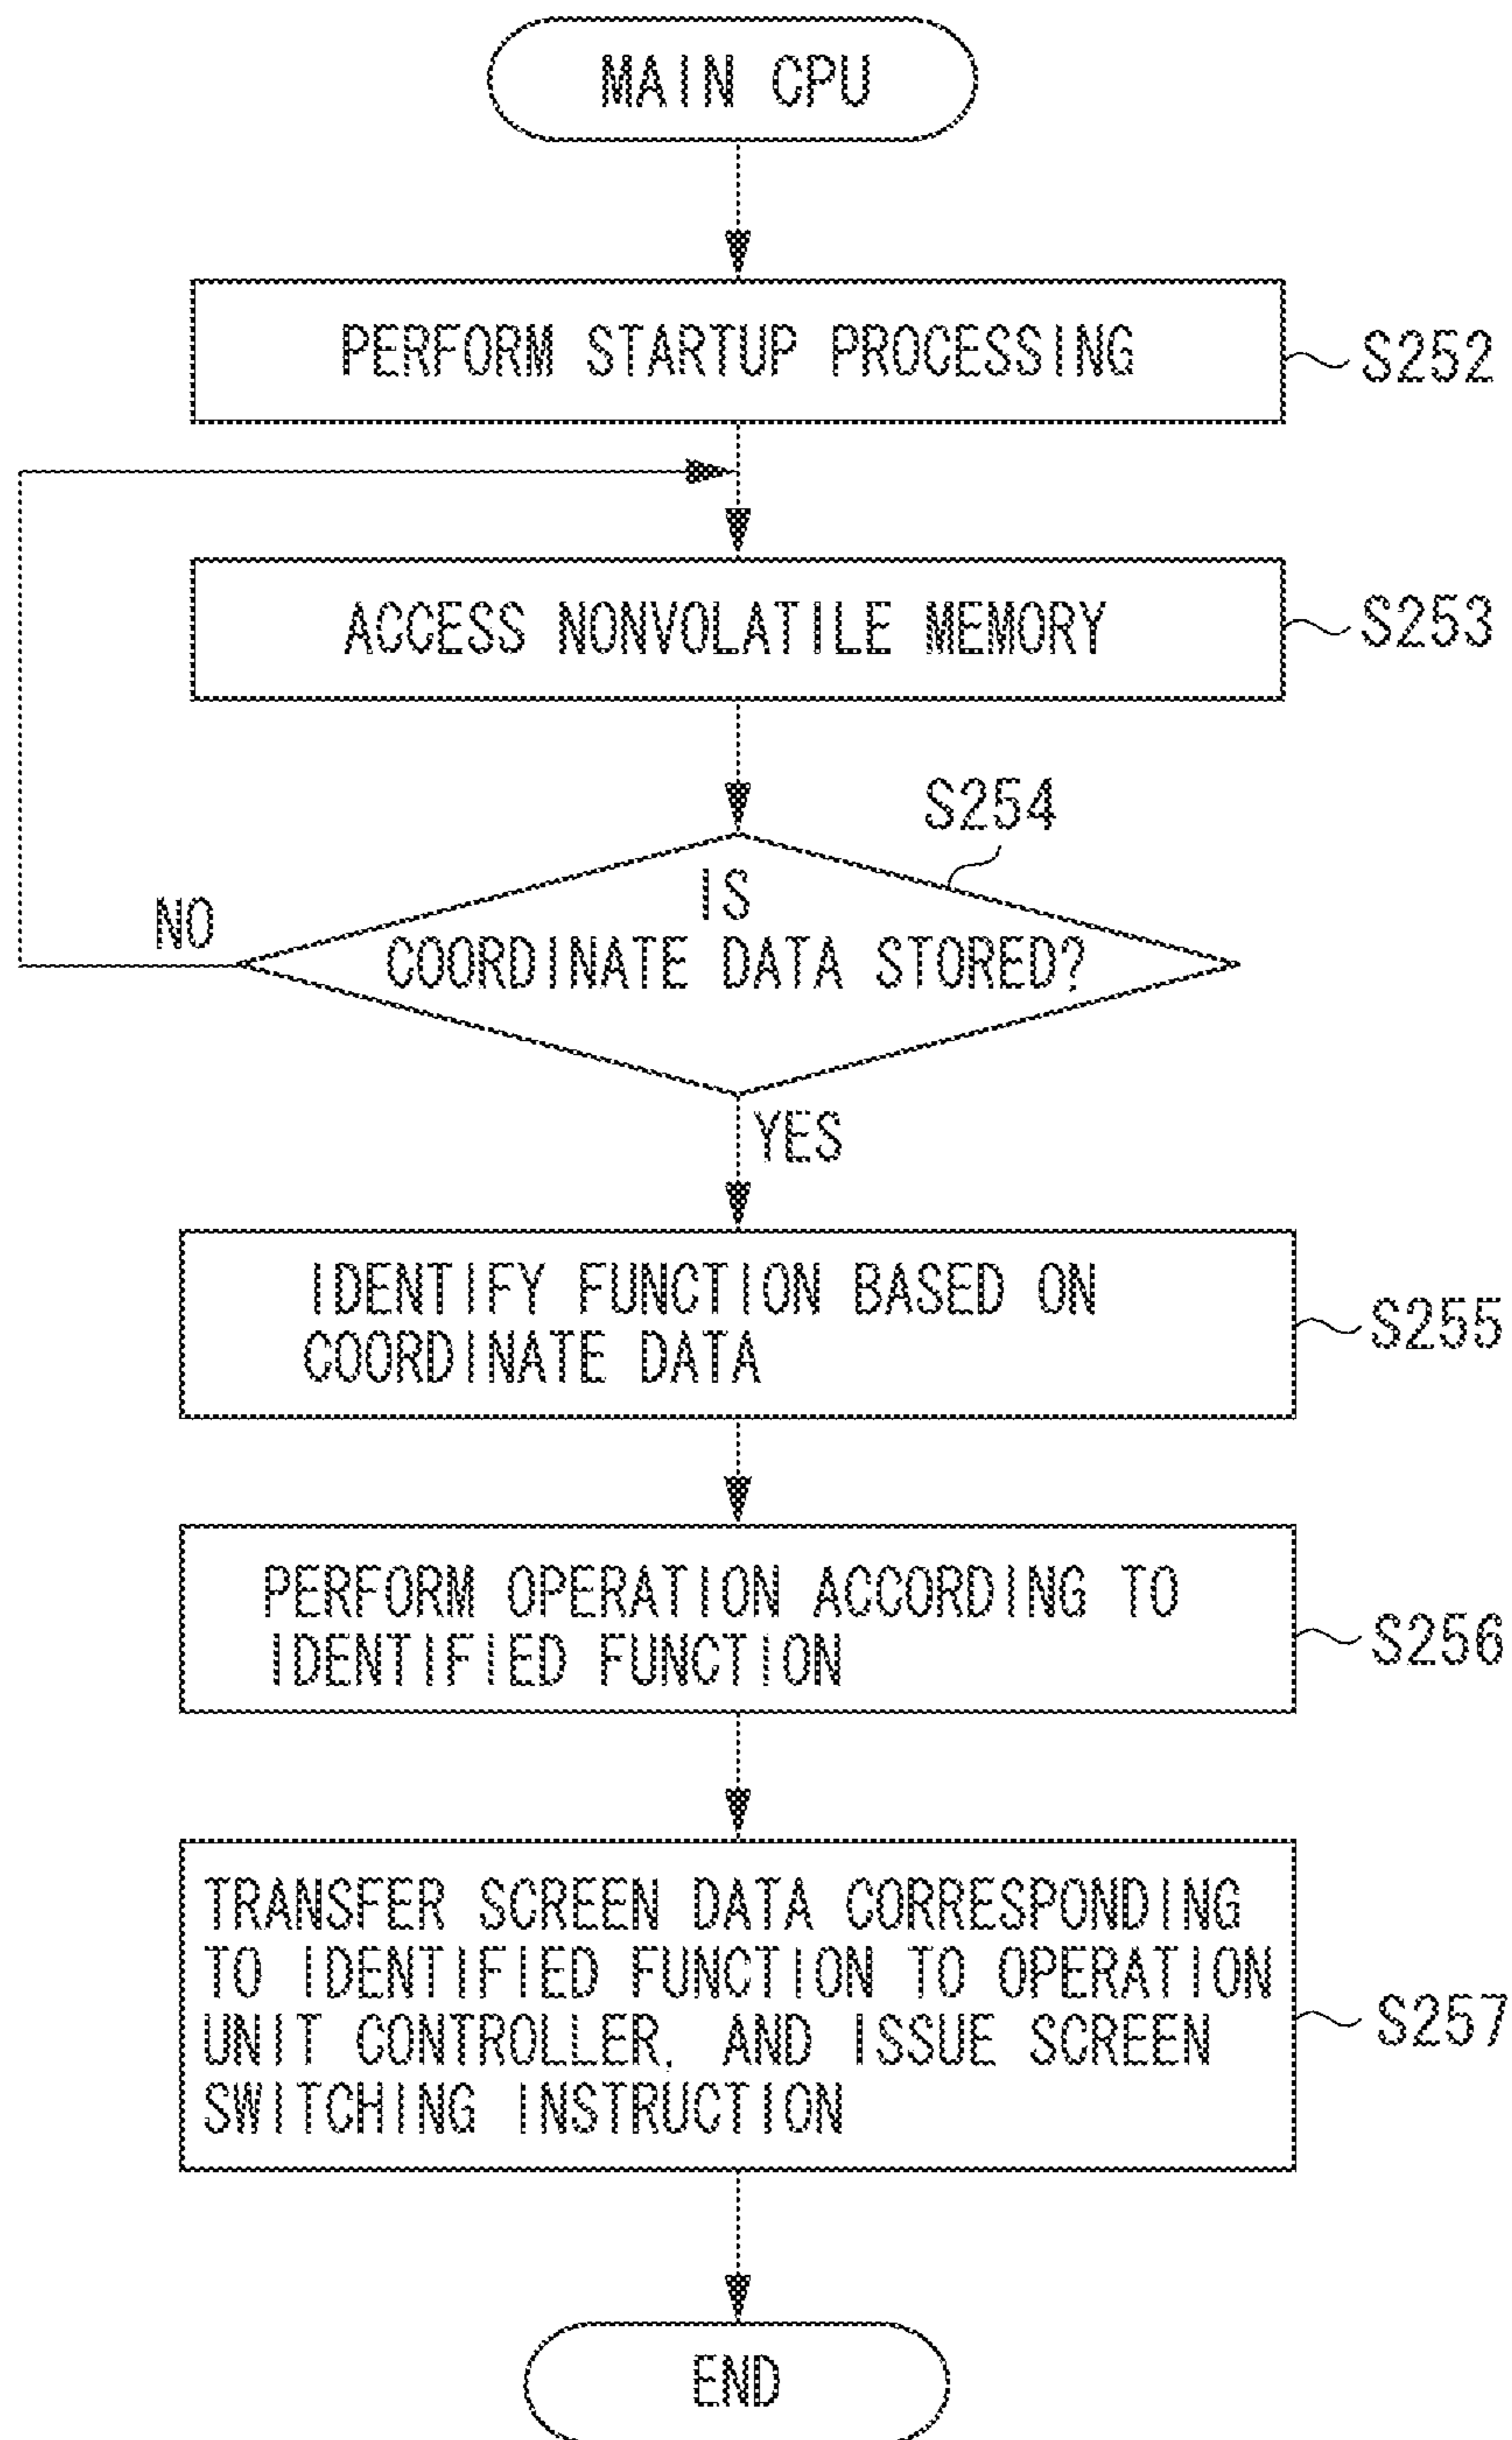 MAIN CPU
PERFORM STARTUP PROCESSING
S252
ACCESS NONVOLATILE MEMORY
S253
S254
IS
COORDINATE DATA STORED?
NO
YES
IDENTIFY FUNCTION BASED ON
COORDINATE DATA
S255
PERFORM OPERATION ACCORDING TO
IDENTIFIED FUNCTION
S256
TRANSFER SCREEN DATA CORRESPONDING
TO IDENTIFIED FUNCTION TO OPERATION
UNIT CONTROLLER, AND ISSUE SCREEN
SWITCHING INSTRUCTION
S257
END